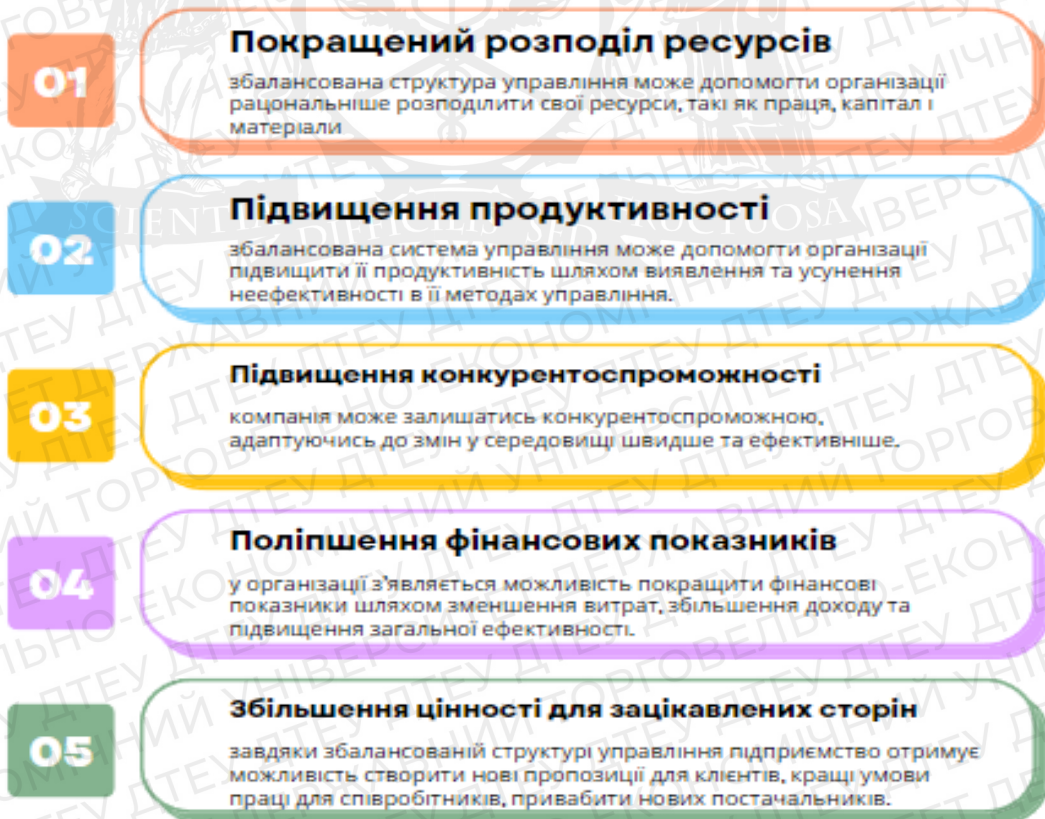 01
Покращений розподіл ресурсів
збалансована структура управління може допомогти організації
раціональніше розподілити свої ресурси, такі як праця, капітал і
матеріали
02
Підвищення продуктивності
збалансована система управління може допомогти організації
підвищити її продуктивність шляхом виявлення та усунення
неефективності в її методах управління.
03
Підвищення конкурентоспроможності
компанія може залишатись конкурентоспроможною,
адаптуючись до змін у середовищі швидше та ефективніше.
04
Поліпшення фінансових показників
у організації з'являється можливість покращити фінансові
показники шляхом зменшення витрат, збільшення доходу та
підвищення загальної ефективності.
05
Збільшення цінності для зацікавлених сторін
завдяки збалансованій структурі управління підприємство отримує
можливість створити нові пропозиції для клієнтів, кращі умови
праці для співробітників, привабити нових постачальників.